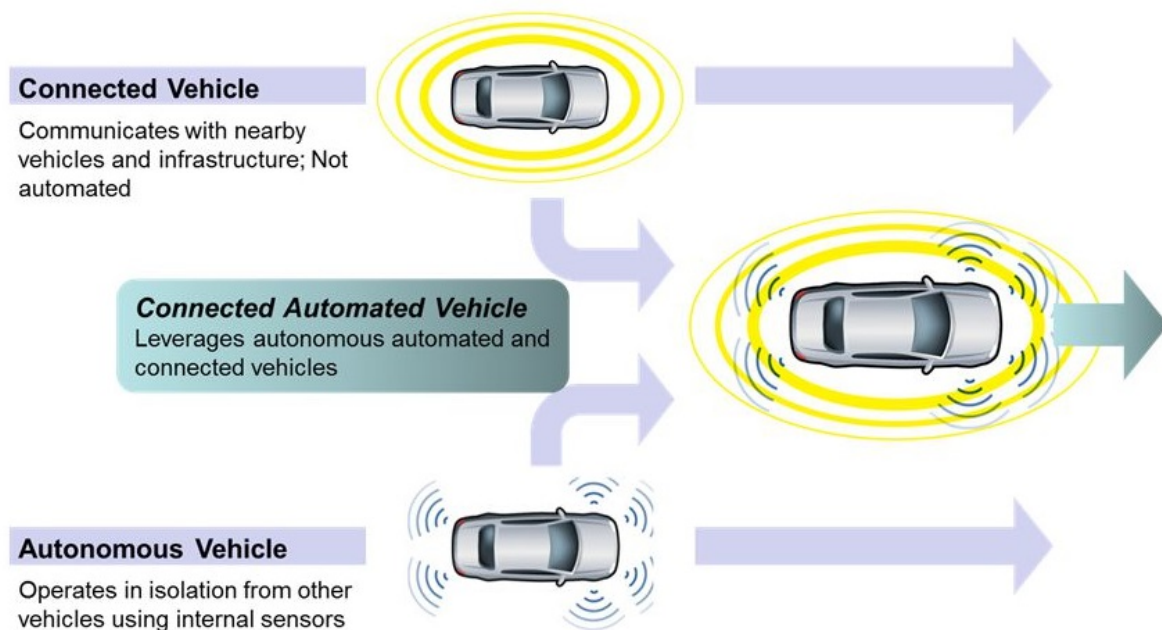 Connected Vehicle
Communicates with nearby
vehicles and infrastructure; Not
automated
Connected Automated Vehicle
Leverages autonomous automated and
connected vehicles
Autonomous Vehicle
Operates in isolation from other
vehicles using internal sensors